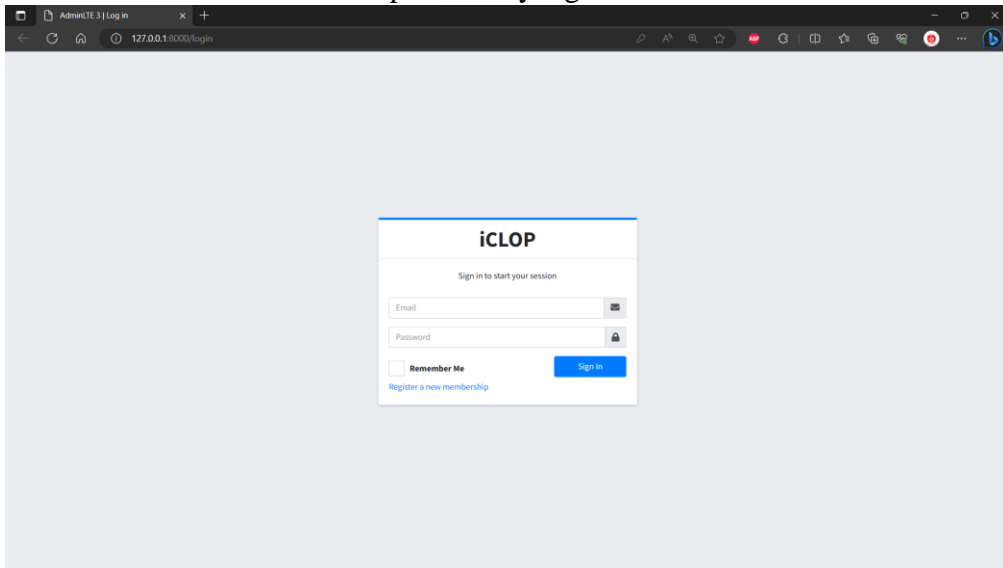 AdminLTE 3 | Log in
127.0.0.1:8000/login
iCLOP
Sign in to start your session
Email
Password
Remember Me
Sign In
Register a new membership